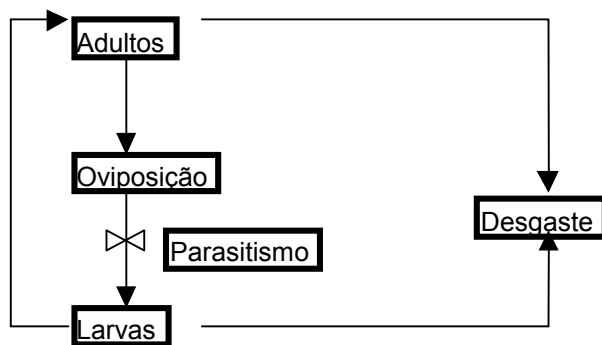 Adultos
Oviposição
Desgaste
Parasitismo
Larvas